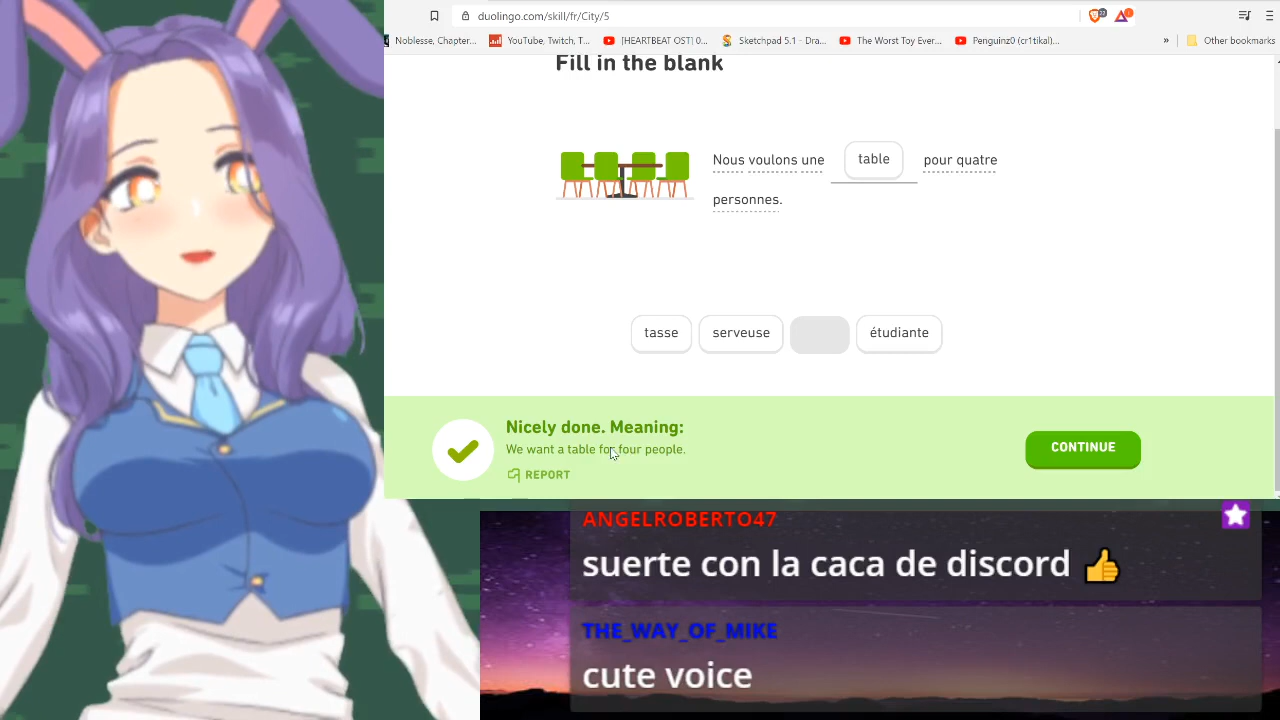 duolingo.com/skill/fr/City/5
Noblesse, Chapter... YouTube, Twitch, T... [HEARTBEAT OST] 0... Sketchpad 5.1 - Dra... The Worst Toy Ever... Penguinz0 (cr1tikal)... » Other bookmarks
Fill in the blank
Nous voulons une table pour quatre
personnes.
tasse serveuse étudiante
Nicely done. Meaning:
We want a table for four people.
REPORT
CONTINUE
ANGELROBERTO47
suerte con la caca de discord 👍
THE_WAY_OF_MIKE
cute voice